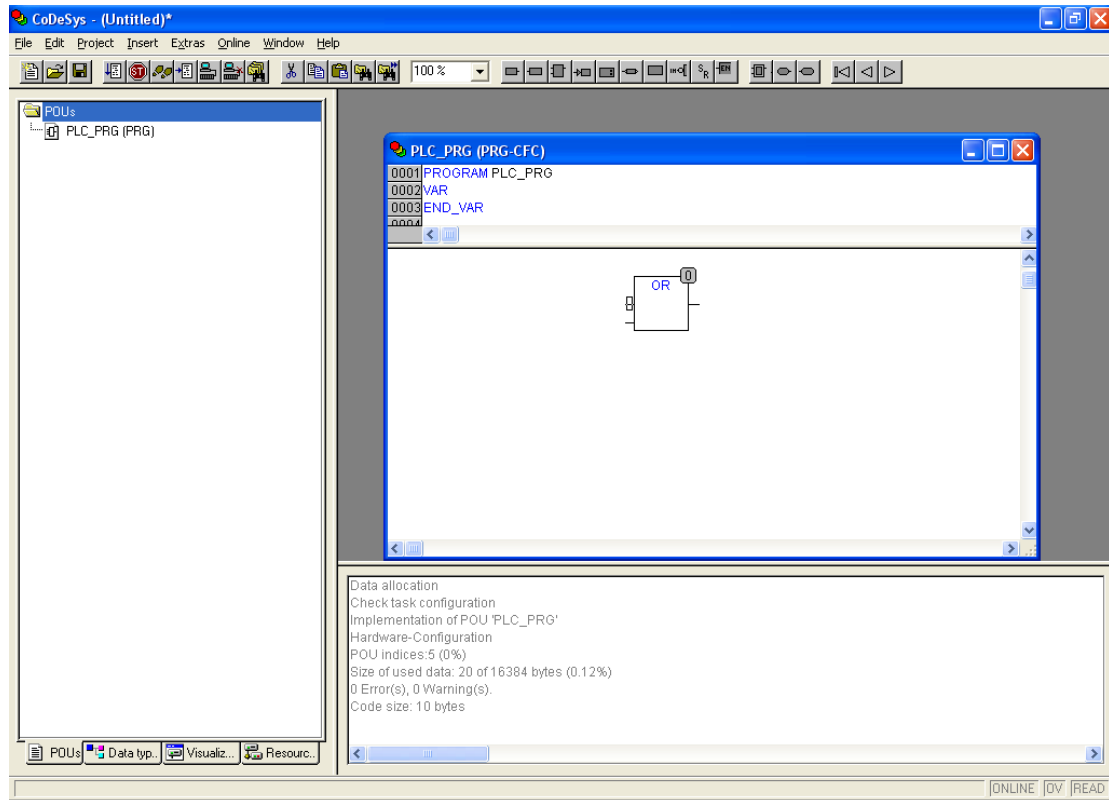 CoDeSys - (Untitled)*
File Edit Project Insert Extras Online Window Help
ST 100 % S R EN
POUs
PLC_PRG (PRG)
PLC_PRG (PRG-CFC)
0001 PROGRAM PLC_PRG
0002 VAR
0003 END_VAR
0004
0
OR
Data allocation
Check task configuration
Implementation of POU 'PLC_PRG'
Hardware-Configuration
POU indices:5 (0%)
Size of used data: 20 of 16384 bytes (0.12%)
0 Error(s), 0 Warning(s).
Code size: 10 bytes
POUs Data typ.. Visualiz... Resourc..
ONLINE OV READ